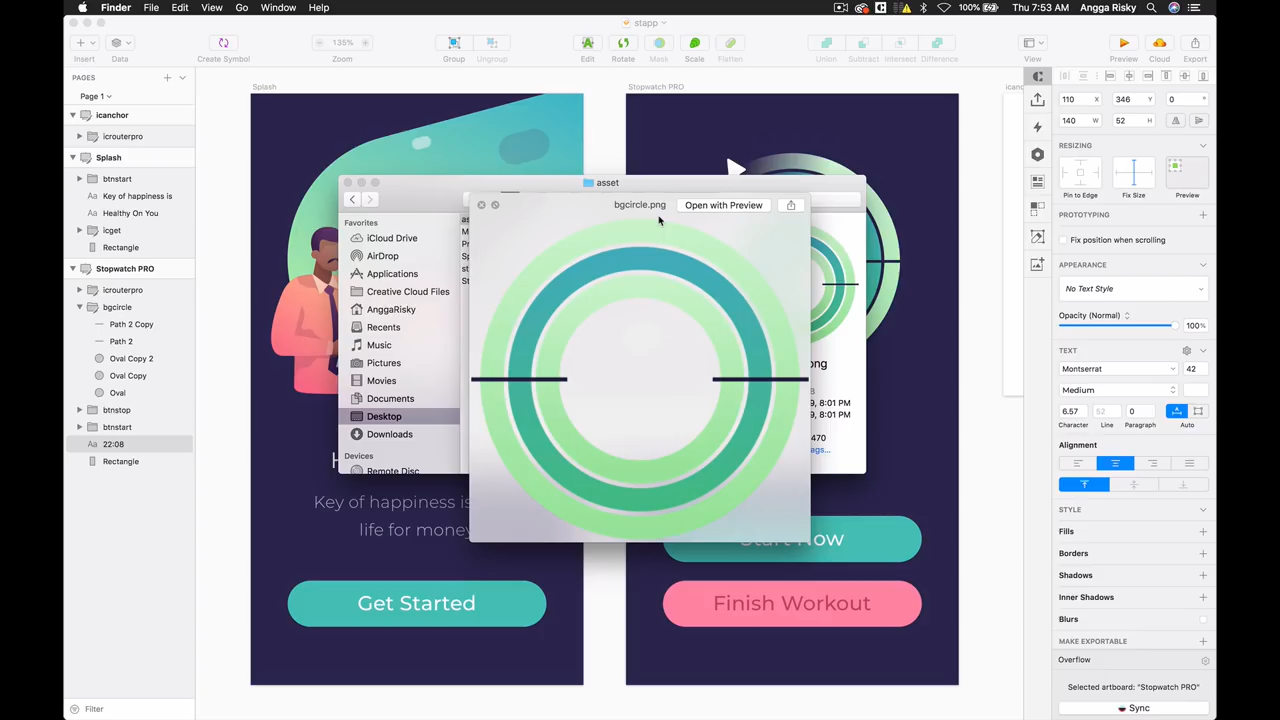 Finder File Edit View Go Window Help 100% Thu 7:53 AM Angga Risky
stapp
135%
Insert Data Create Symbol Zoom Group Ungroup Edit Rotate Mask Scale Flatten Union Subtract Intersect Difference View Preview Cloud Export
PAGES
Page 1
icanchor
icrouterpro
Splash
btnstart
Aa Key of happiness is
Aa Healthy On You
icget
Rectangle
Stopwatch PRO
icrouterpro
bgcircle
Path 2 Copy
Path 2
Oval Copy 2
Oval Copy
Oval
btnstop
btnstart
Aa 22:08
Rectangle
Filter
Splash
Key of happiness is
life for money
Get Started
Stopwatch PRO
Start Now
Finish Workout
asset
Favorites
iCloud Drive
AirDrop
Applications
Creative Cloud Files
AnggaRisky
Recents
Music
Pictures
Movies
Documents
Desktop
Downloads
Devices
Remote Disc
bgcircle.png Open with Preview
9, 8:01 PM
9, 8:01 PM
470
110 X 346 Y 0 °
140 W 52 H
RESIZING
Pin to Edge Fix Size Preview
PROTOTYPING
Fix position when scrolling
APPEARANCE
No Text Style
Opacity (Normal)
100%
TEXT
Montserrat 42
Medium
6.57 52 0
Character Line Paragraph Auto
Alignment
STYLE
Fills
Borders
Shadows
Inner Shadows
Blurs
MAKE EXPORTABLE
Overflow
Selected artboard: "Stopwatch PRO"
Sync